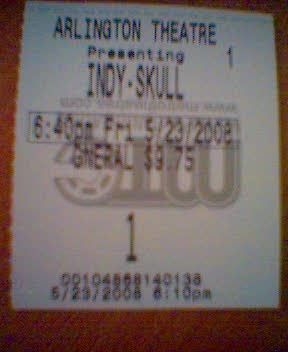 ARLINGTON THEATRE
1
Presenting
INDY-SKULL
6:40pm Fri 5/23/2008
GNERAL $9.75
1
5/23/2008 6:10pm